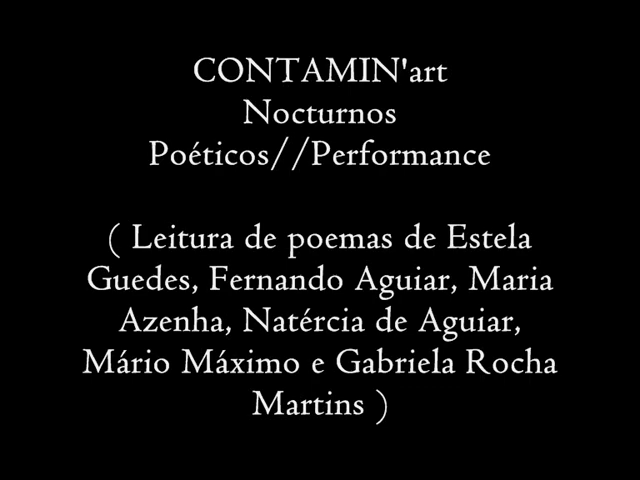 CONTAMIN'art
Nocturnos
Poéticos//Performance
( Leitura de poemas de Estela
Guedes, Fernando Aguiar, Maria
Azenha, Natércia de Aguiar,
Mário Máximo e Gabriela Rocha
Martins )